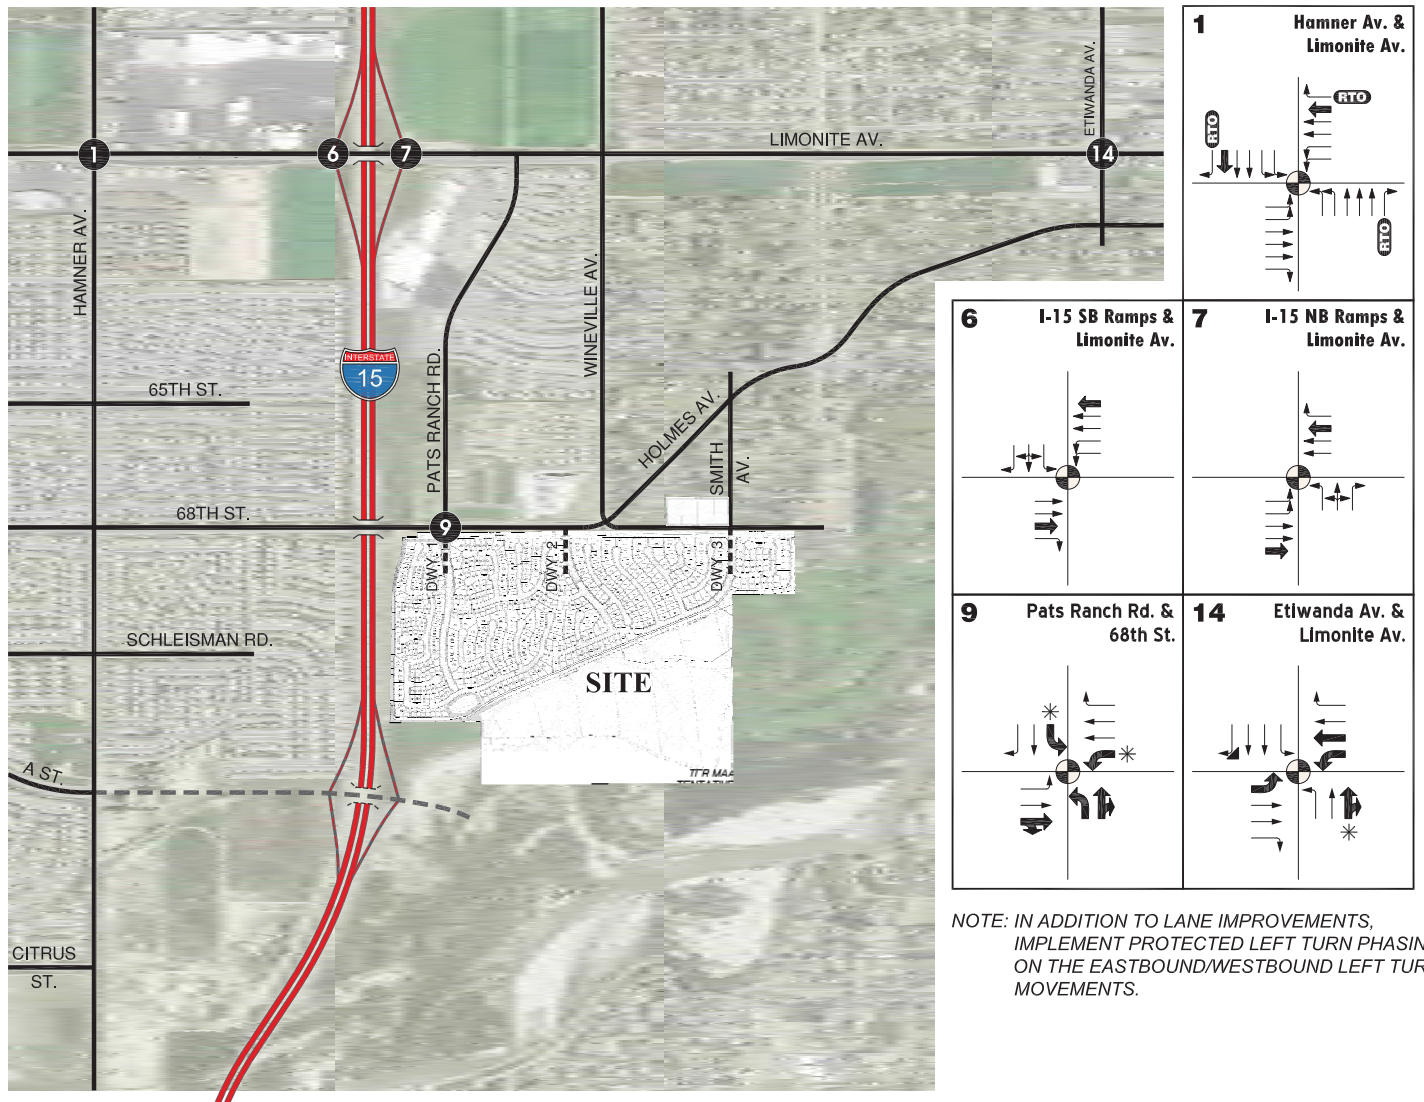 LIMONITE AV.
ETIWANDA AV.
1
6
7
14
HAMNER AV.
WINEVILLE AV.
PATS RANCH RD.
INTERSTATE
15
65TH ST.
HOLMES AV.
SMITH
AV.
68TH ST.
9
DWY. 1
DWY. 2
DWY. 3
SCHLEISMAN RD.
SITE
A ST.
CITRUS
ST.
1
Hamner Av. &
Limonite Av.
RTO
RTO
RTO
6
I-15 SB Ramps &
Limonite Av.
7
I-15 NB Ramps &
Limonite Av.
9
Pats Ranch Rd. &
68th St.
14
Etiwanda Av. &
Limonite Av.
NOTE: IN ADDITION TO LANE IMPROVEMENTS,
IMPLEMENT PROTECTED LEFT TURN PHASIN
ON THE EASTBOUND/WESTBOUND LEFT TUR
MOVEMENTS.